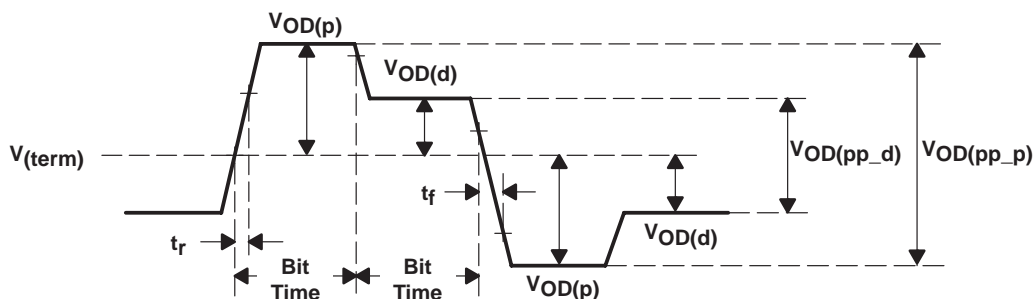 VOD(p)
VOD(d)
V(term)
tf
VOD(pp_d)
VOD(pp_p)
tr
VOD(d)
Bit
Time
Bit
Time
VOD(p)